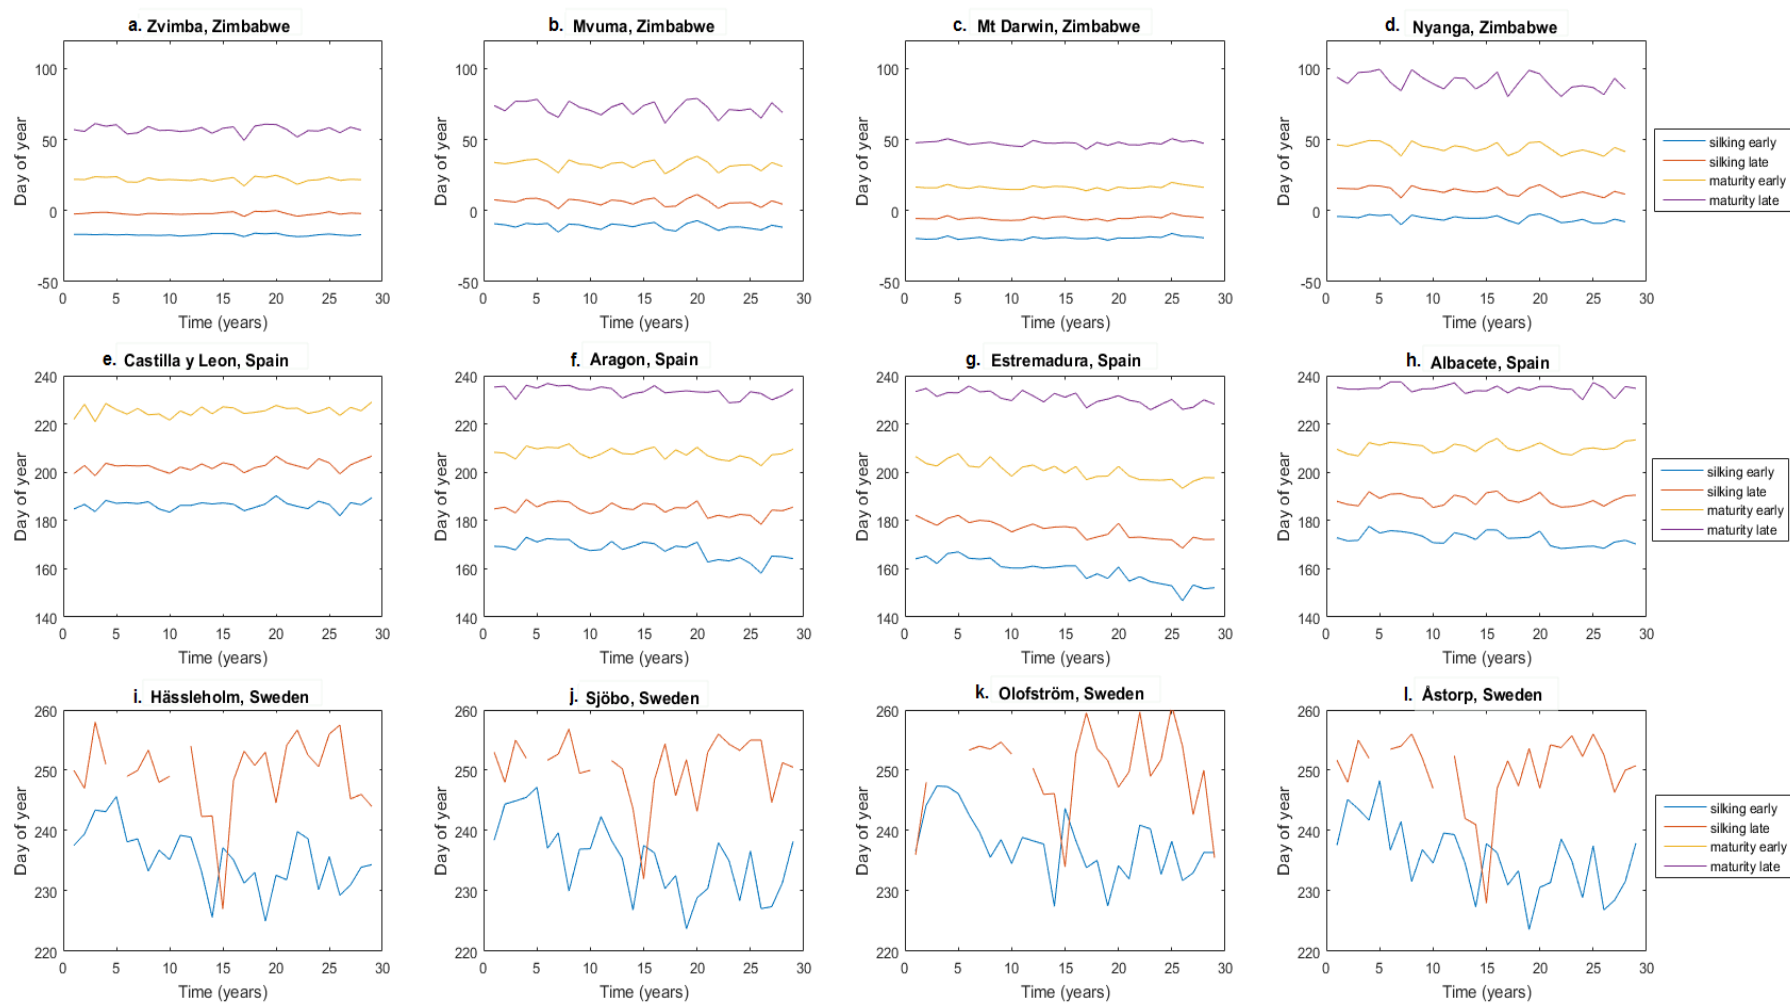 a. Zvimba, Zimbabwe
100
50
0
-50
Day of year
0 5 10 15 20 25 30
Time (years)
b. Mvuma, Zimbabwe
100
50
0
-50
Day of year
0 5 10 15 20 25 30
Time (years)
c. Mt Darwin, Zimbabwe
100
50
0
-50
Day of year
0 5 10 15 20 25 30
Time (years)
d. Nyanga, Zimbabwe
100
50
0
-50
Day of year
0 5 10 15 20 25 30
Time (years)
silking early
silking late
maturity early
maturity late
e. Castilla y Leon, Spain
240
220
200
180
160
140
Day of year
0 5 10 15 20 25 30
Time (years)
f. Aragon, Spain
240
220
200
180
160
140
Day of year
0 5 10 15 20 25 30
Time (years)
g. Estremadura, Spain
240
220
200
180
160
140
Day of year
0 5 10 15 20 25 30
Time (years)
h. Albacete, Spain
240
220
200
180
160
140
Day of year
0 5 10 15 20 25 30
Time (years)
silking early
silking late
maturity early
maturity late
i. Hässleholm, Sweden
260
250
240
230
220
Day of year
0 5 10 15 20 25 30
Time (years)
j. Sjöbo, Sweden
260
250
240
230
220
Day of year
0 5 10 15 20 25 30
Time (years)
k. Olofström, Sweden
260
250
240
230
220
Day of year
0 5 10 15 20 25 30
Time (years)
l. Åstorp, Sweden
260
250
240
230
220
Day of year
0 5 10 15 20 25 30
Time (years)
silking early
silking late
maturity early
maturity late